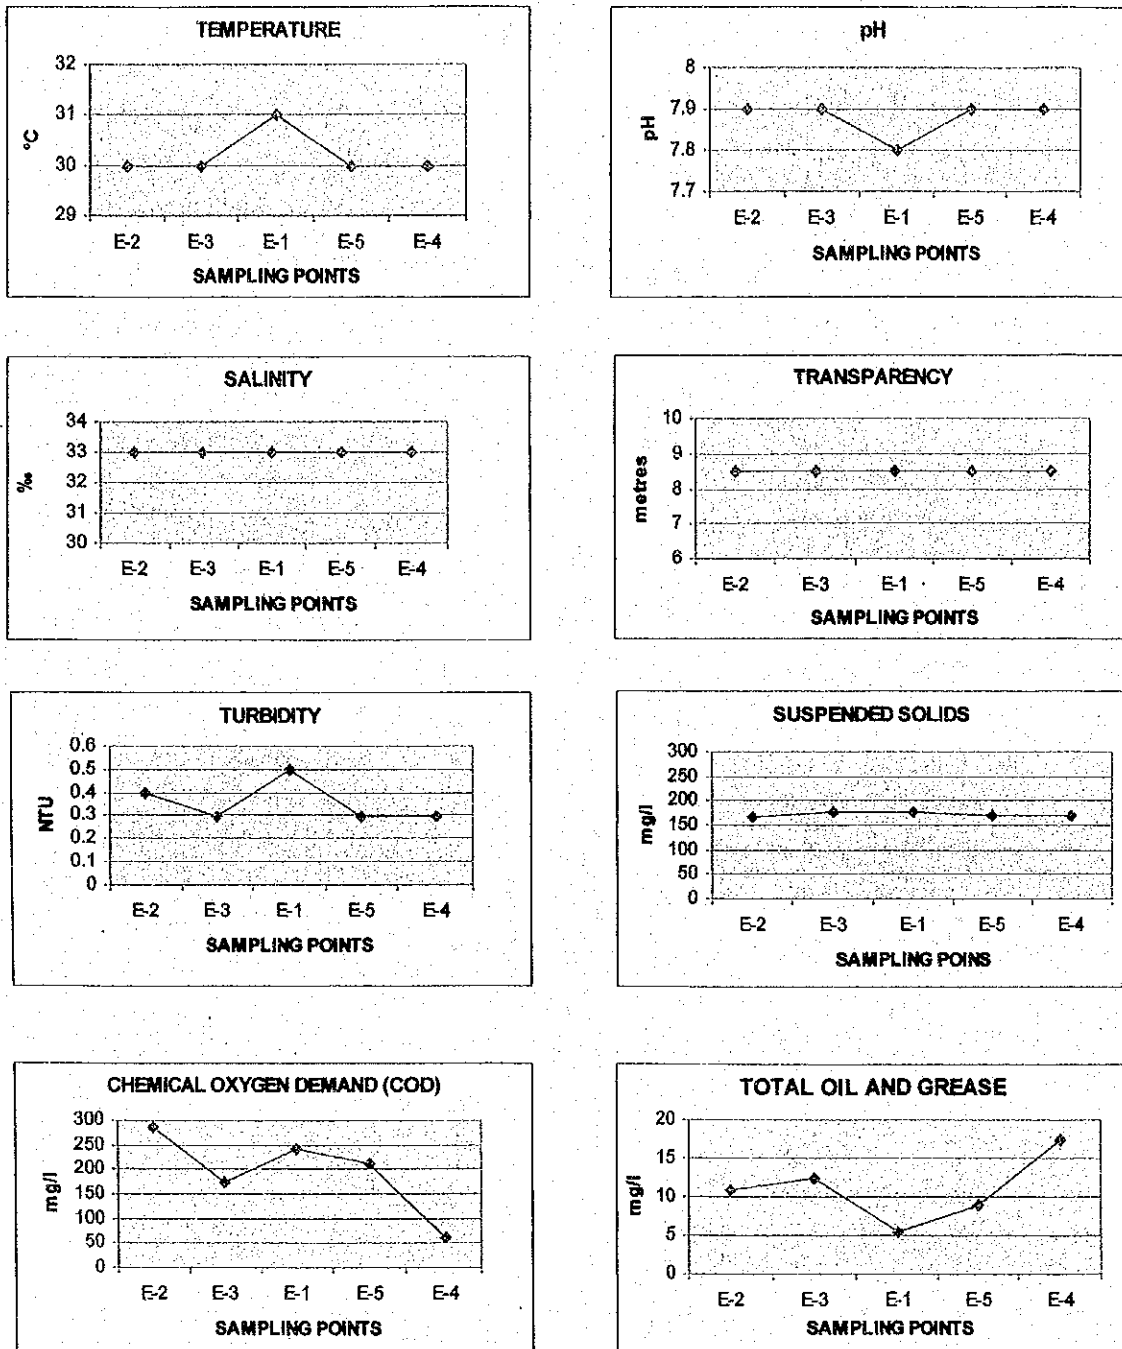 TEMPERATURE
32
31
30
29
°C
E-2 E-3 E-1 E-5 E-4
SAMPLING POINTS
pH
8
7.9
7.8
7.7
pH
E-2 E-3 E-1 E-5 E-4
SAMPLING POINTS
SALINITY
34
33
32
31
30
‰
E-2 E-3 E-1 E-5 E-4
SAMPLING POINTS
TRANSPARENCY
10
9
8
7
6
metres
E-2 E-3 E-1 E-5 E-4
SAMPLING POINTS
TURBIDITY
0.6
0.5
0.4
0.3
0.2
0.1
0
NTU
E-2 E-3 E-1 E-5 E-4
SAMPLING POINTS
SUSPENDED SOLIDS
300
250
200
150
100
50
0
mg/l
E-2 E-3 E-1 E-5 E-4
SAMPLING POINS
CHEMICAL OXYGEN DEMAND (COD)
300
250
200
150
100
50
0
mg/l
E-2 E-3 E-1 E-5 E-4
SAMPLING POINTS
TOTAL OIL AND GREASE
20
15
10
5
0
mg/l
E-2 E-3 E-1 E-5 E-4
SAMPLING POINTS